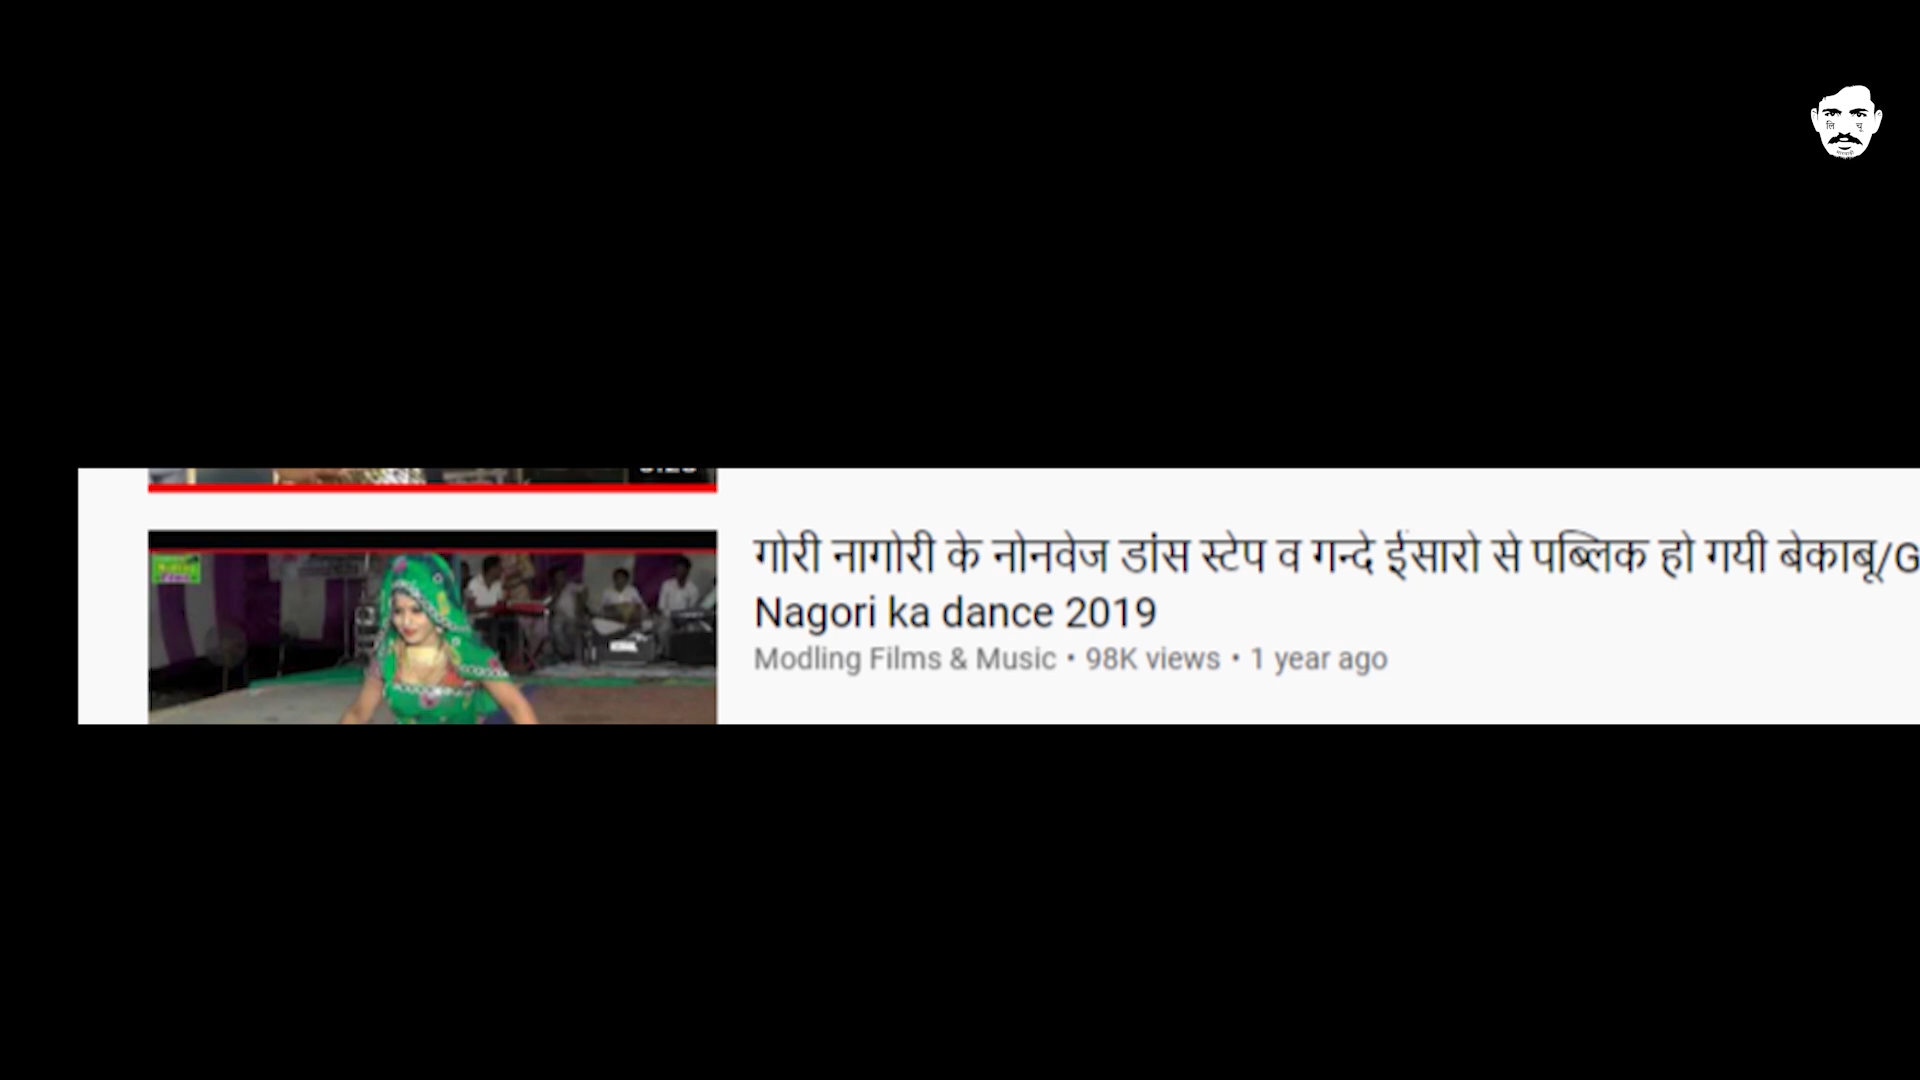 लि चू
गोरी नागोरी के नोनवेज डांस स्टेप व गन्दे ईसारो से पब्लिक हो गयी बेकाबू/G
Nagori ka dance 2019
Modling Films & Music • 98K views • 1 year ago